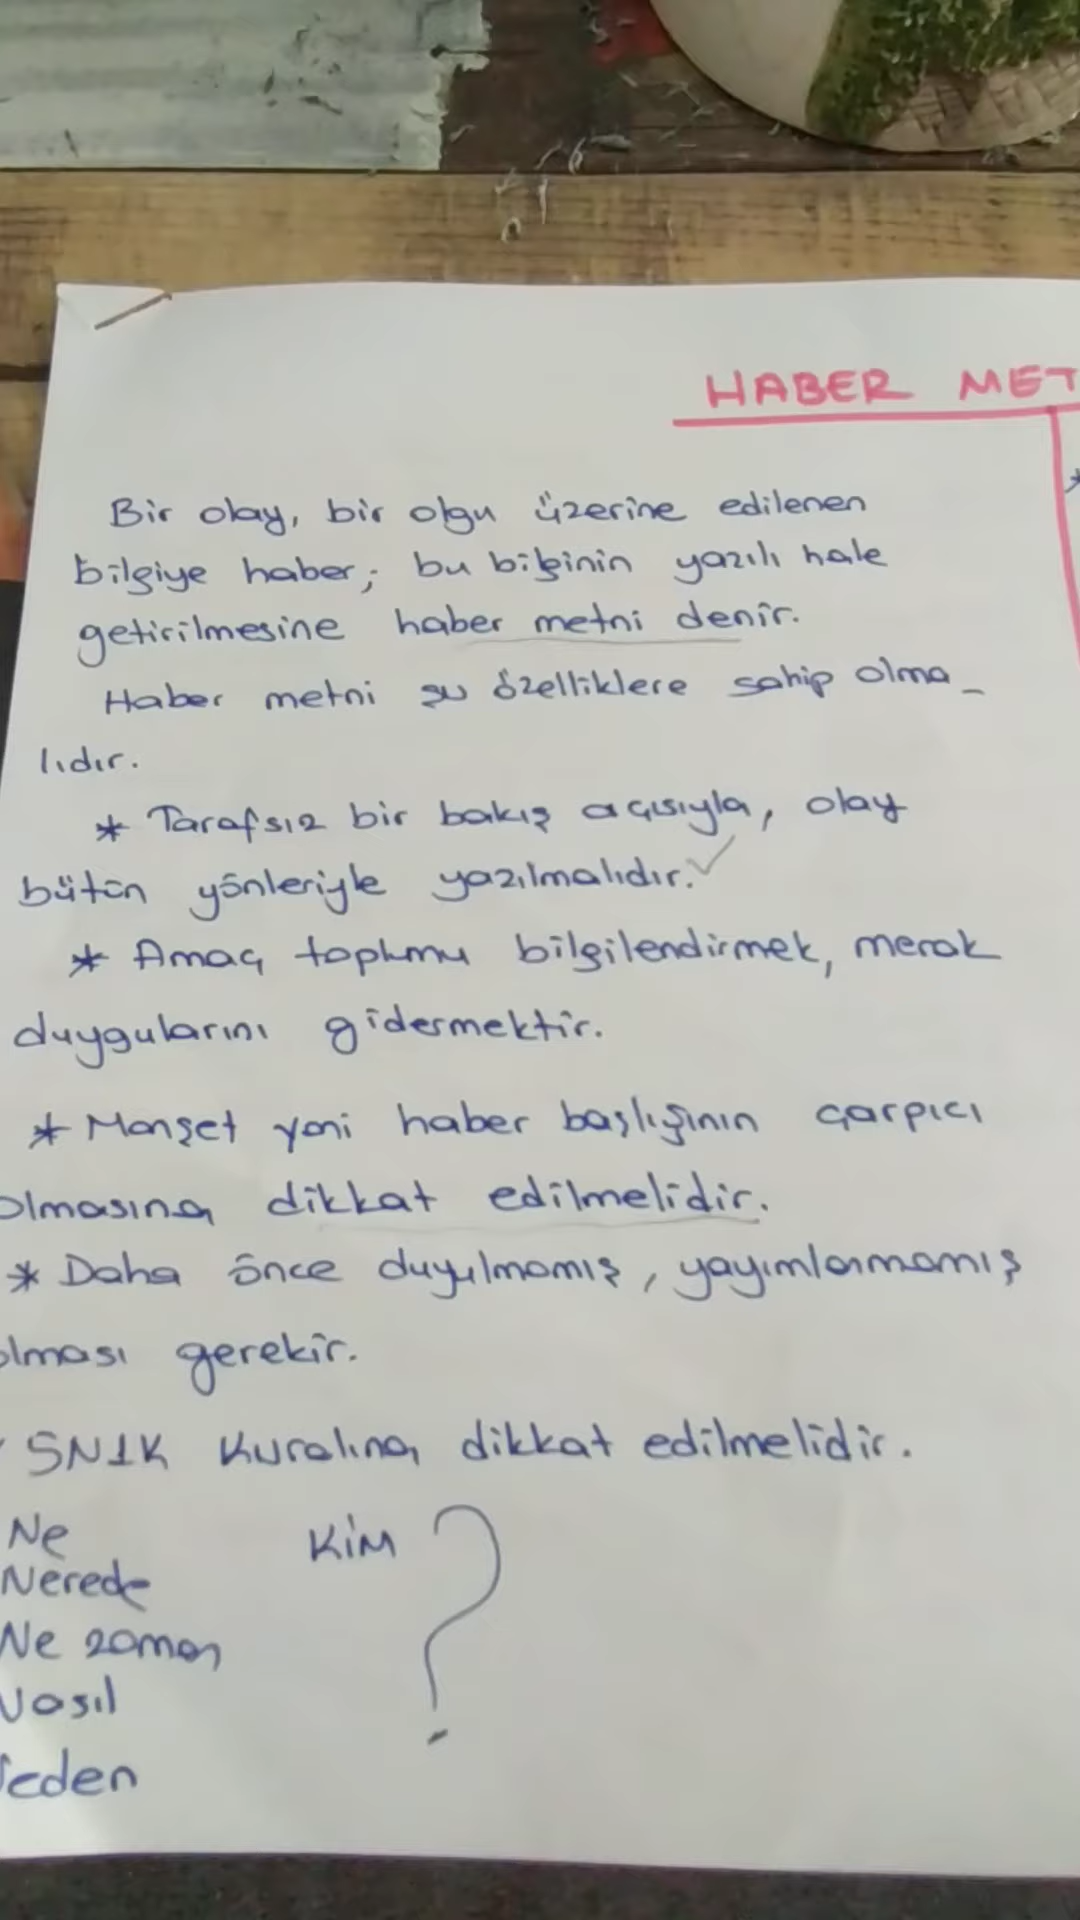 HABER MET
Bir olay, bir olgu üzerine edilenen
bilgiye haber; bu bilginin yazılı hale
getirilmesine haber metni denir.
Haber metni şu özelliklere sahip olma_
lıdır.
* Tarafsız bir bakış açısıyla, olay
bütün yönleriyle yazılmalıdır.✓
* Amaç toplumu bilgilendirmek, merak
duygularını gidermektir.
* Manşet yani haber başlığının çarpıcı
olmasına dikkat edilmelidir.
* Daha önce duyulmamış, yayımlanmamış
olması gerekir.
5N1K Kuralına dikkat edilmelidir.
Ne KİM ?
Nerede
Ne zaman
Nasıl
Neden